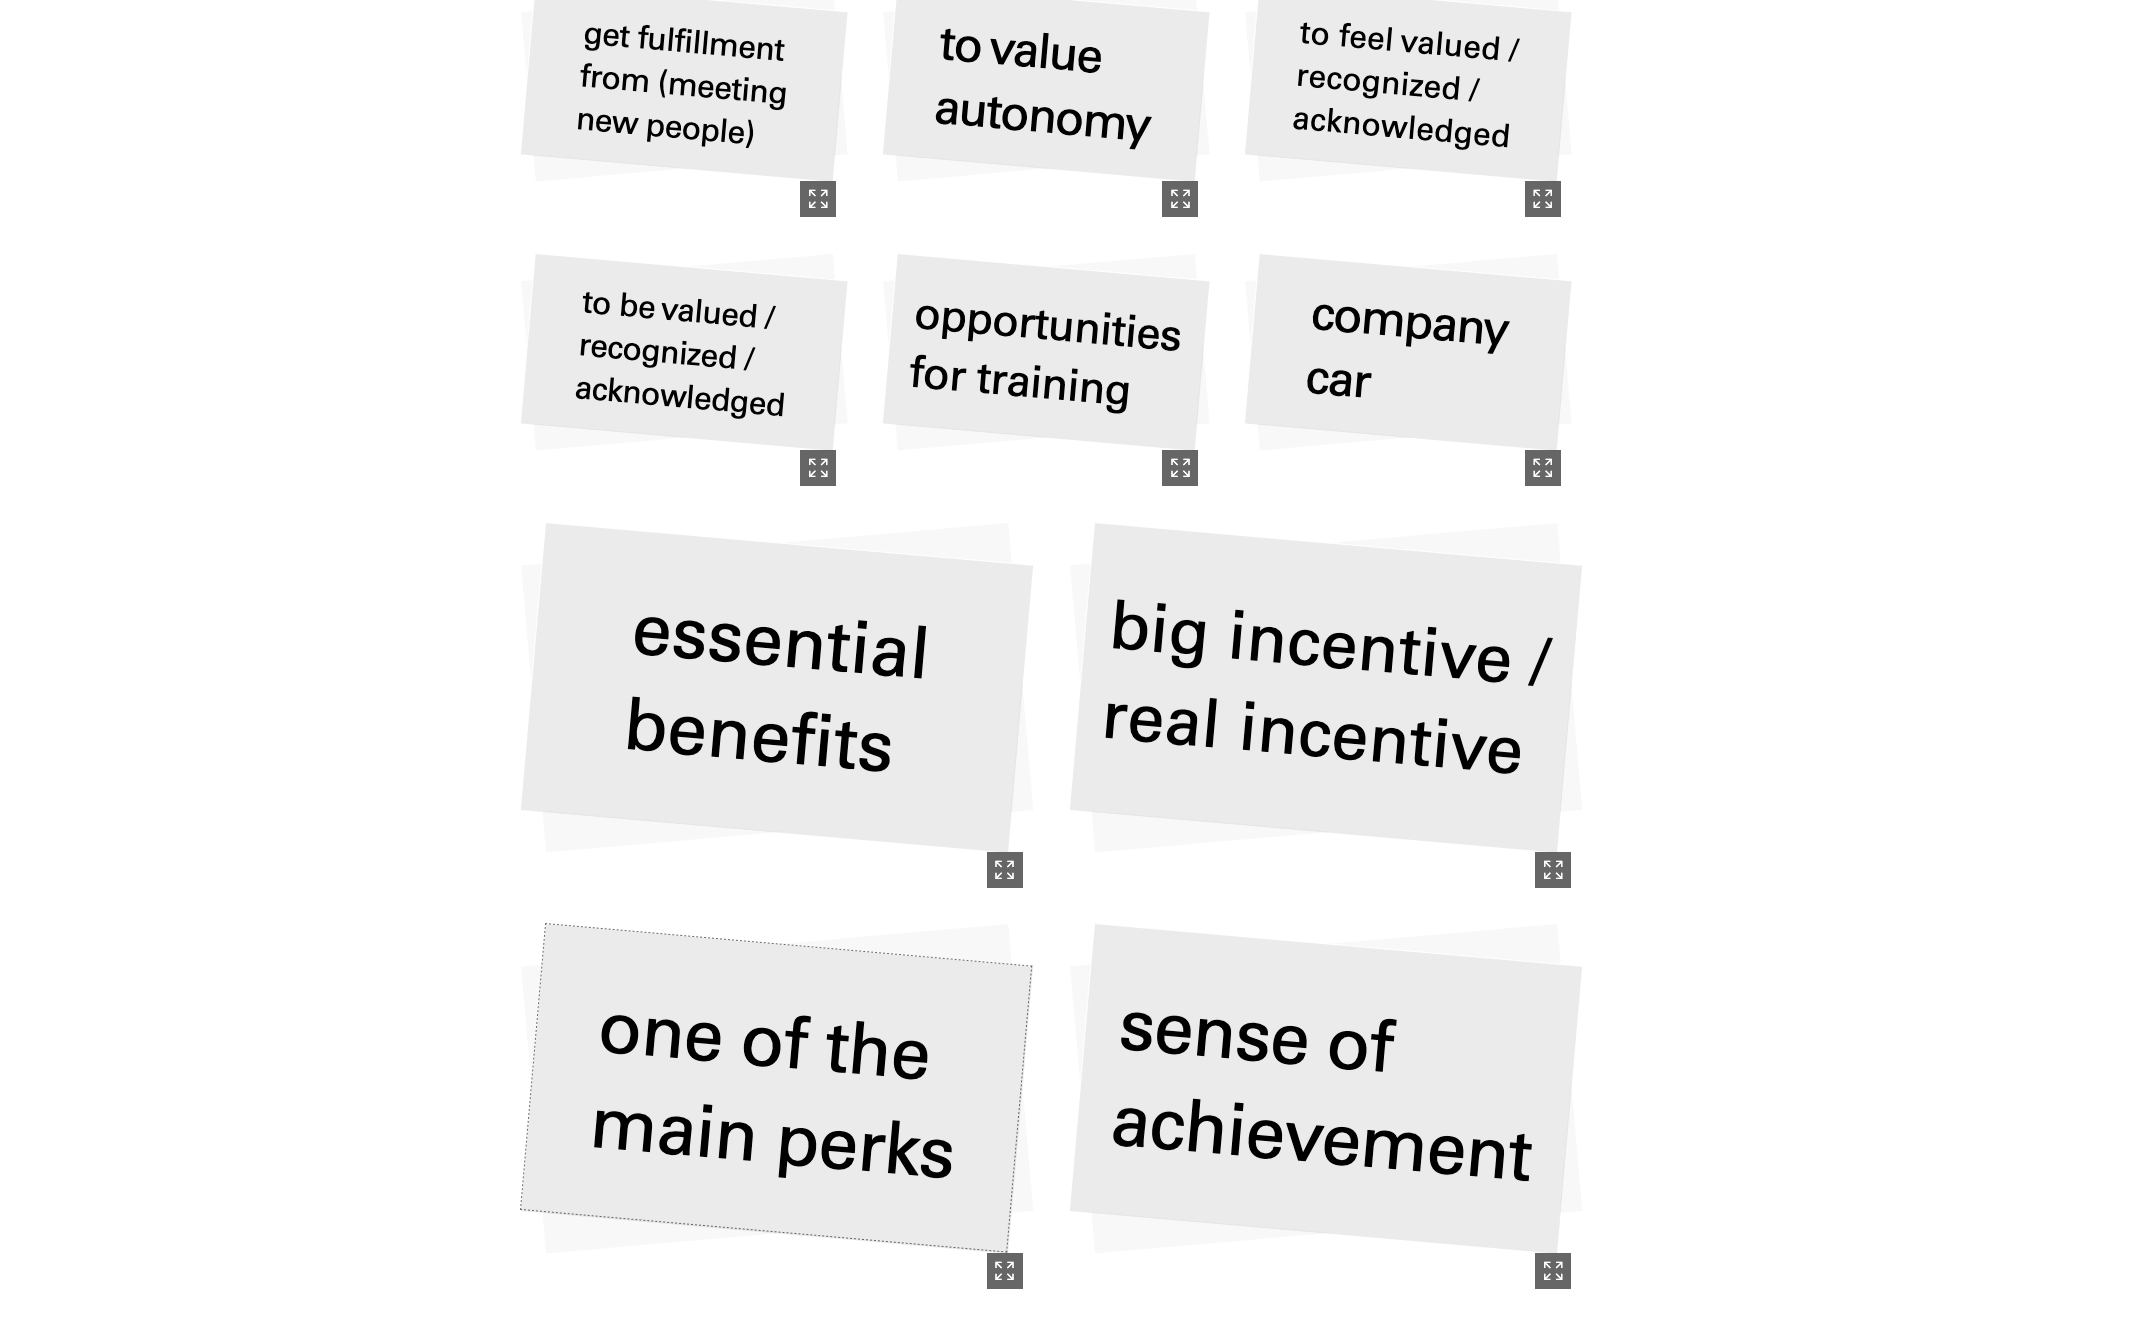 get fulfillment
from (meeting
new people)
to value
autonomy
to feel valued /
recognized /
acknowledged
to be valued /
recognized /
acknowledged
opportunities
for training
company
car
essential
benefits
big incentive /
real incentive
one of the
main perks
sense of
achievement